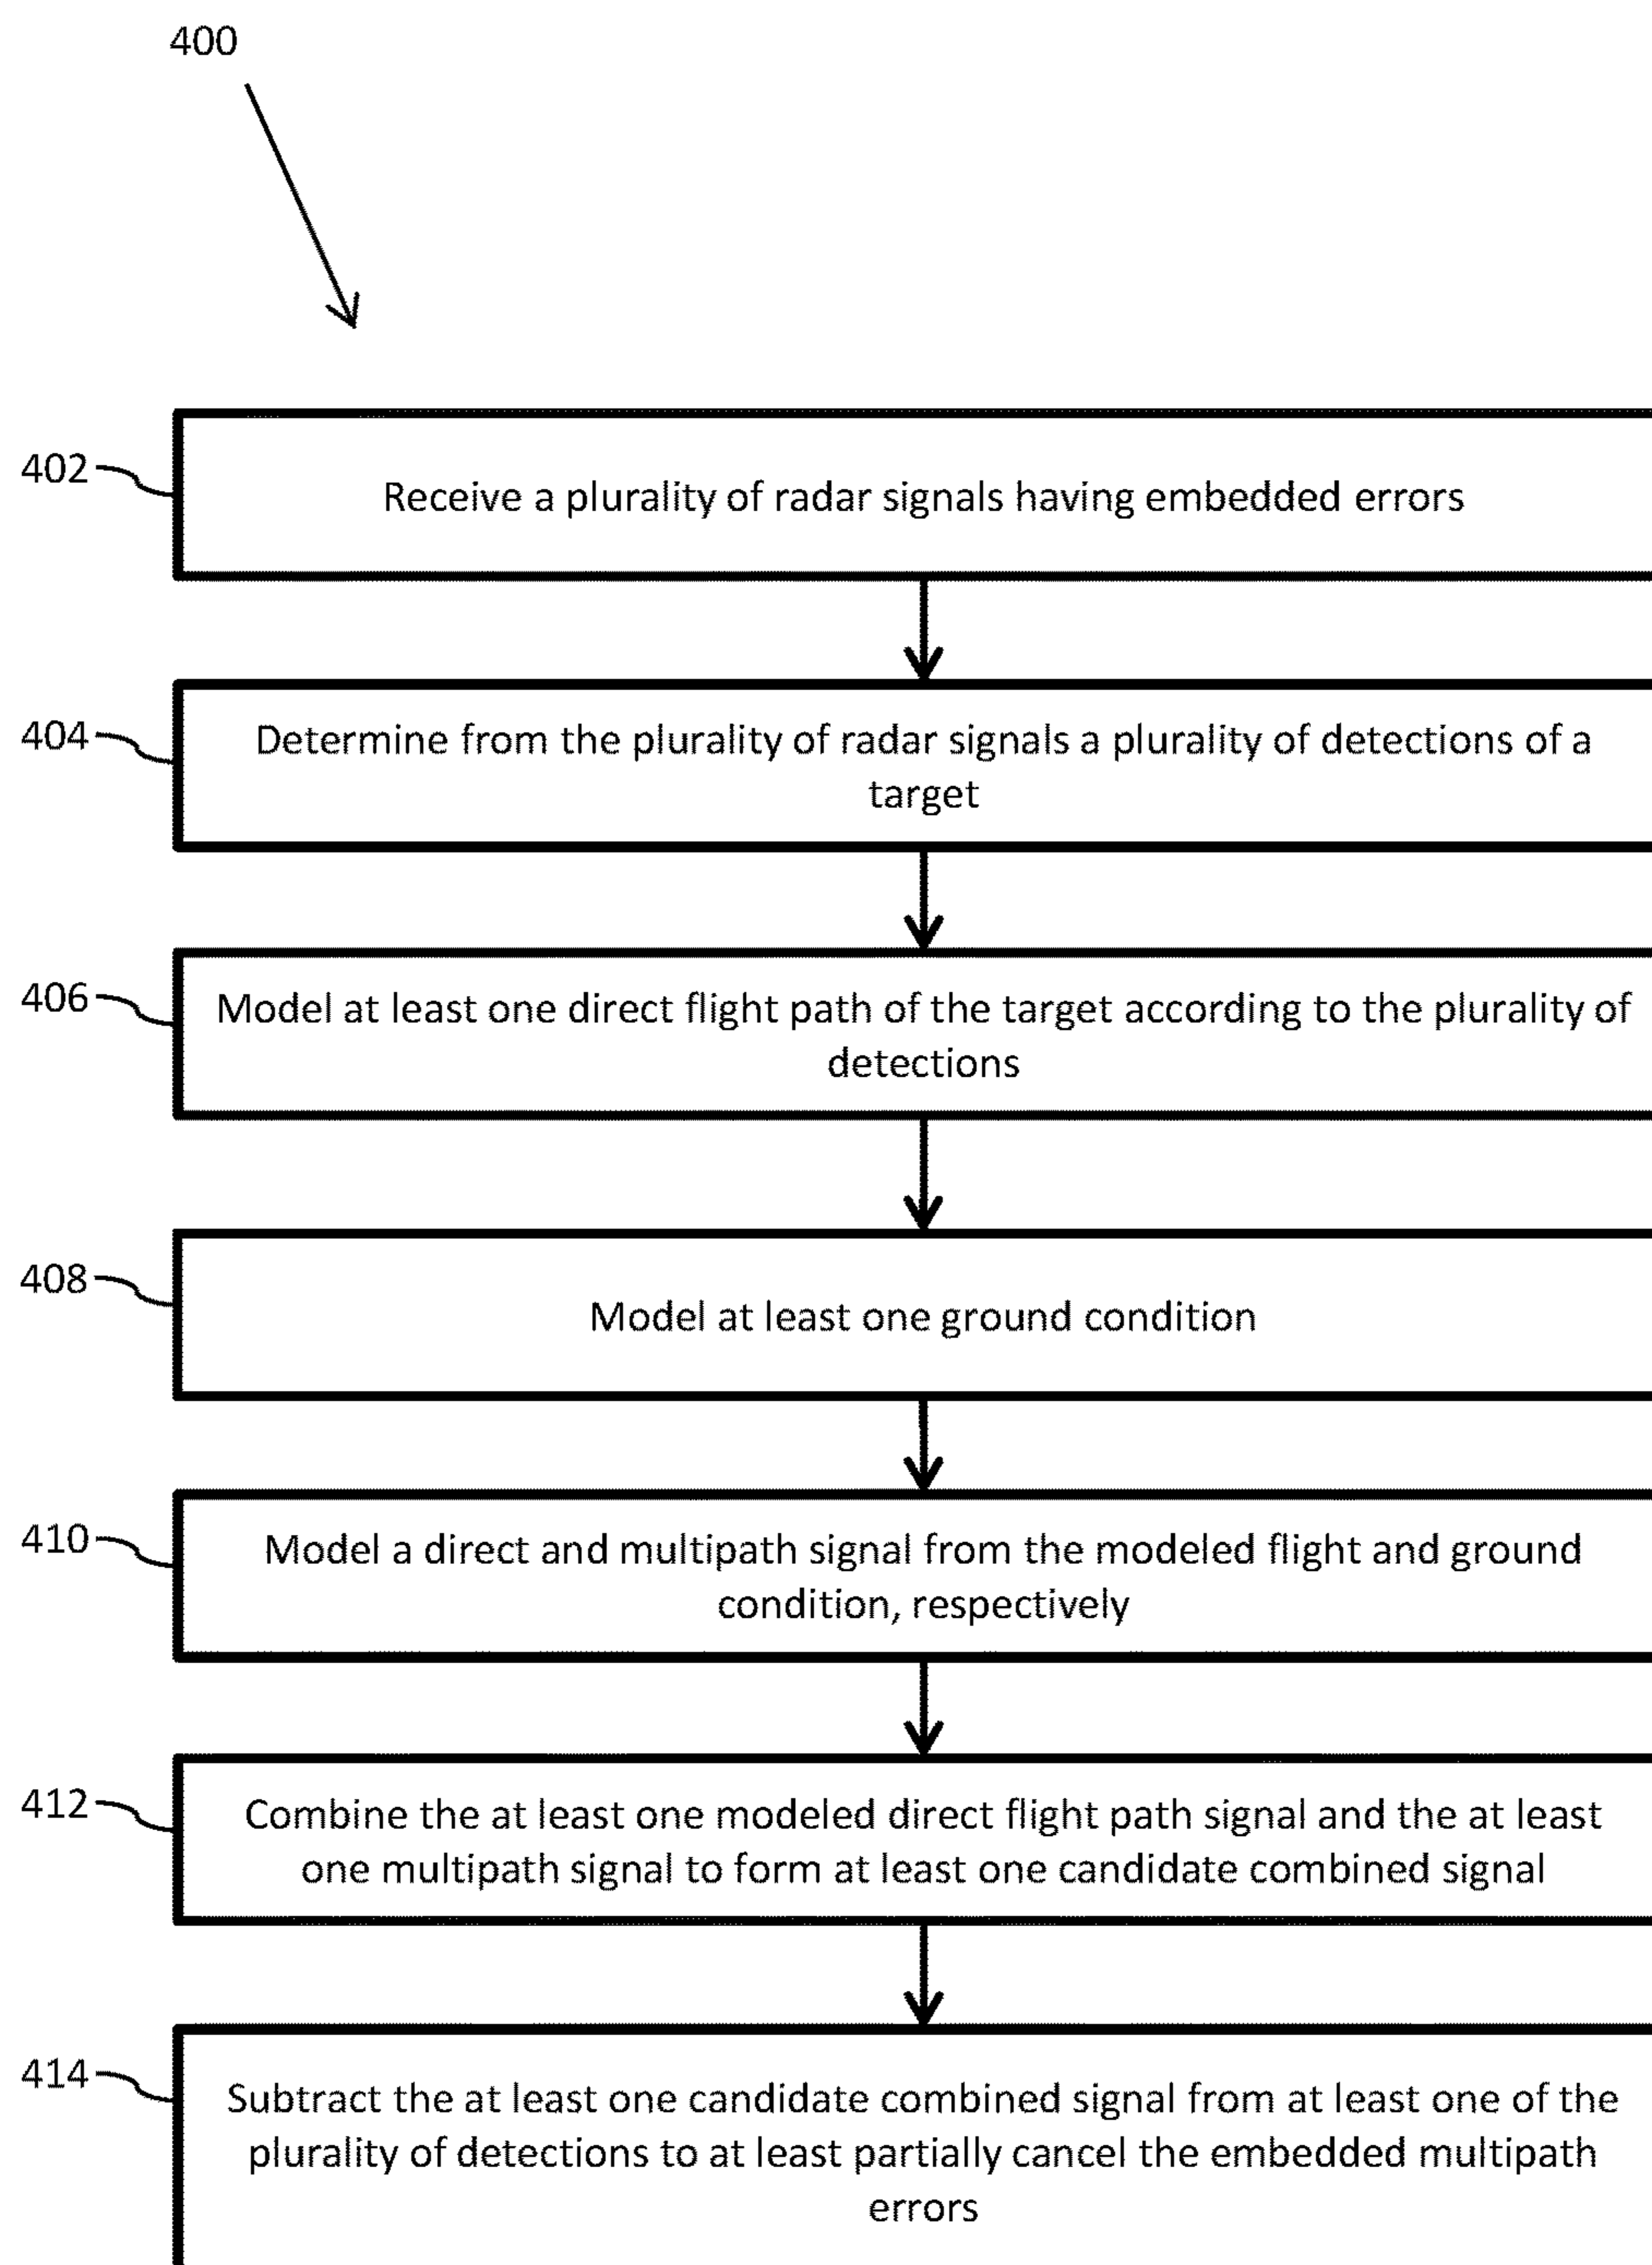 400
402
Receive a plurality of radar signals having embedded errors
404
Determine from the plurality of radar signals a plurality of detections of a
target
406
Model at least one direct flight path of the target according to the plurality of
detections
408
Model at least one ground condition
410
Model a direct and multipath signal from the modeled flight and ground
condition, respectively
412
Combine the at least one modeled direct flight path signal and the at least
one multipath signal to form at least one candidate combined signal
414
Subtract the at least one candidate combined signal from at least one of the
plurality of detections to at least partially cancel the embedded multipath
errors